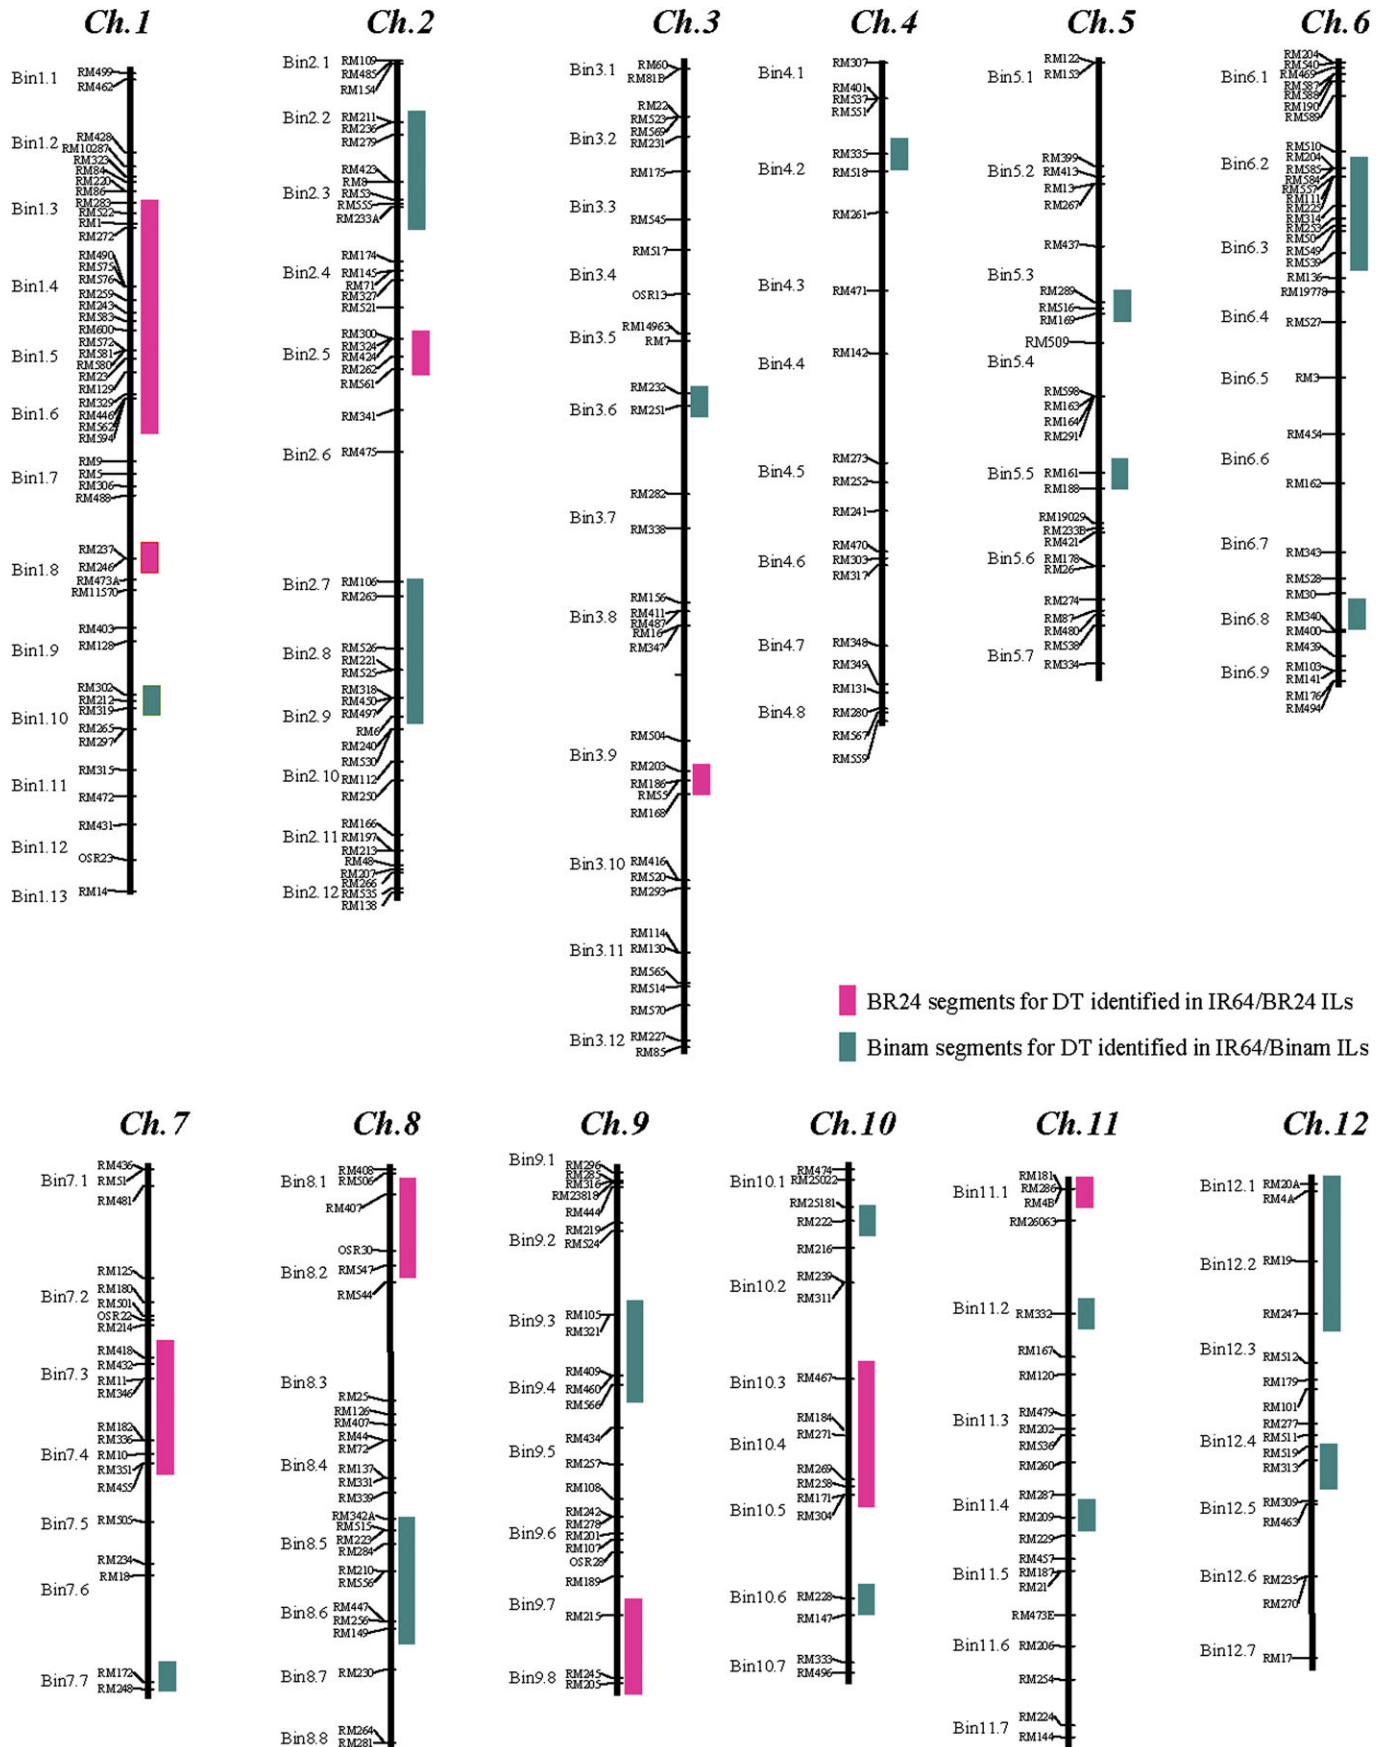 Ch.1
Bin1.1
RM499
RM462
Bin1.2
RM428
RM10287
RM323
RM84
RM220
RM86
Bin1.3
RM283
RM522
RM1
RM272
RM490
RM575
RM576
Bin1.4
RM259
RM243
RM583
RM600
RM572
Bin1.5
RM581
RM580
RM23
RM129
RM329
Bin1.6
RM446
RM562
RM594
RM9
Bin1.7
RM5
RM306
RM488
RM237
Bin1.8
RM246
RM473A
RM11570
RM403
Bin1.9
RM128
RM302
RM212
Bin1.10
RM319
RM265
RM297
RM315
Bin1.11
RM472
RM431
Bin1.12
OSR23
Bin1.13
RM14
Ch.2
Bin2.1
RM109
RM485
RM154
Bin2.2
RM211
RM236
RM279
RM423
RM8
Bin2.3
RM53
RM555
RM233A
RM174
Bin2.4
RM145
RM71
RM327
RM521
RM300
RM324
Bin2.5
RM424
RM262
RM561
RM341
Bin2.6
RM475
Bin2.7
RM106
RM263
RM526
Bin2.8
RM221
RM525
RM318
RM450
Bin2.9
RM497
RM6
RM240
RM530
Bin2.10
RM112
RM250
RM166
Bin2.11
RM197
RM213
RM48
RM207
RM266
Bin2.12
RM535
RM138
Ch.3
Bin3.1
RM60
RM81B
RM22
RM523
RM569
Bin3.2
RM231
RM175
Bin3.3
RM545
RM517
Bin3.4
OSR13
RM14963
Bin3.5
RM7
RM232
Bin3.6
RM251
RM282
Bin3.7
RM338
RM156
Bin3.8
RM411
RM487
RM16
RM347
RM504
Bin3.9
RM203
RM186
RM55
RM168
Bin3.10
RM416
RM520
RM293
RM114
Bin3.11
RM130
RM565
RM514
RM570
Bin3.12
RM227
RM85
Ch.4
RM307
Bin4.1
RM401
RM537
RM551
RM335
Bin4.2
RM518
RM261
Bin4.3
RM471
RM142
Bin4.4
RM273
Bin4.5
RM252
RM241
RM470
Bin4.6
RM303
RM317
Bin4.7
RM348
RM349
RM131
Bin4.8
RM280
RM567
RM559
Ch.5
RM122
Bin5.1
RM153
RM399
Bin5.2
RM413
RM13
RM267
RM437
Bin5.3
RM289
RM516
RM169
RM509
Bin5.4
RM598
RM163
RM164
RM291
Bin5.5
RM161
RM188
RM19029
RM233B
RM421
Bin5.6
RM178
RM26
RM274
RM87
RM480
RM538
Bin5.7
RM334
Ch.6
RM204
RM540
Bin6.1
RM469
RM587
RM588
RM190
RM589
RM510
RM204
Bin6.2
RM585
RM584
RM557
RM111
RM225
RM314
RM253
RM50
Bin6.3
RM549
RM539
RM136
RM19778
Bin6.4
RM527
Bin6.5
RM3
RM454
Bin6.6
RM162
Bin6.7
RM343
RM528
RM30
Bin6.8
RM340
RM400
RM439
Bin6.9
RM103
RM141
RM176
RM494
BR24 segments for DT identified in IR64/BR24 ILs
Binam segments for DT identified in IR64/Binam ILs
Ch.7
RM436
Bin7.1
RM51
RM481
RM125
Bin7.2
RM180
RM501
OSR22
RM214
RM418
RM432
Bin7.3
RM11
RM346
RM182
RM336
Bin7.4
RM10
RM351
RM455
Bin7.5
RM505
RM234
RM18
Bin7.6
RM172
Bin7.7
RM248
Ch.8
RM408
Bin8.1
RM506
RM407
OSR30
Bin8.2
RM547
RM544
Bin8.3
RM25
RM126
RM407
RM44
RM72
Bin8.4
RM137
RM331
RM339
RM342A
RM515
Bin8.5
RM223
RM284
RM210
RM556
RM447
Bin8.6
RM256
RM149
Bin8.7
RM230
RM264
Bin8.8
RM281
Ch.9
Bin9.1
RM296
RM285
RM316
RM23818
RM444
RM219
Bin9.2
RM524
RM105
Bin9.3
RM321
RM409
Bin9.4
RM460
RM566
RM434
Bin9.5
RM257
RM108
RM242
RM278
Bin9.6
RM201
RM107
OSR28
RM189
Bin9.7
RM215
Bin9.8
RM245
RM205
Ch.10
RM474
Bin10.1
RM25022
RM25181
RM222
RM216
RM239
Bin10.2
RM311
Bin10.3
RM467
RM184
RM271
Bin10.4
RM269
RM258
RM171
Bin10.5
RM304
Bin10.6
RM228
RM147
RM333
Bin10.7
RM496
Ch.11
RM181
Bin11.1
RM286
RM4B
RM26063
Bin11.2
RM332
RM167
RM120
RM479
Bin11.3
RM202
RM536
RM260
RM287
Bin11.4
RM209
RM229
RM457
Bin11.5
RM187
RM21
RM473E
Bin11.6
RM206
RM254
RM224
Bin11.7
RM144
Ch.12
Bin12.1
RM20A
RM4A
Bin12.2
RM19
RM247
Bin12.3
RM512
RM179
RM101
RM277
Bin12.4
RM511
RM519
RM313
Bin12.5
RM309
RM463
Bin12.6
RM235
RM270
Bin12.7
RM17